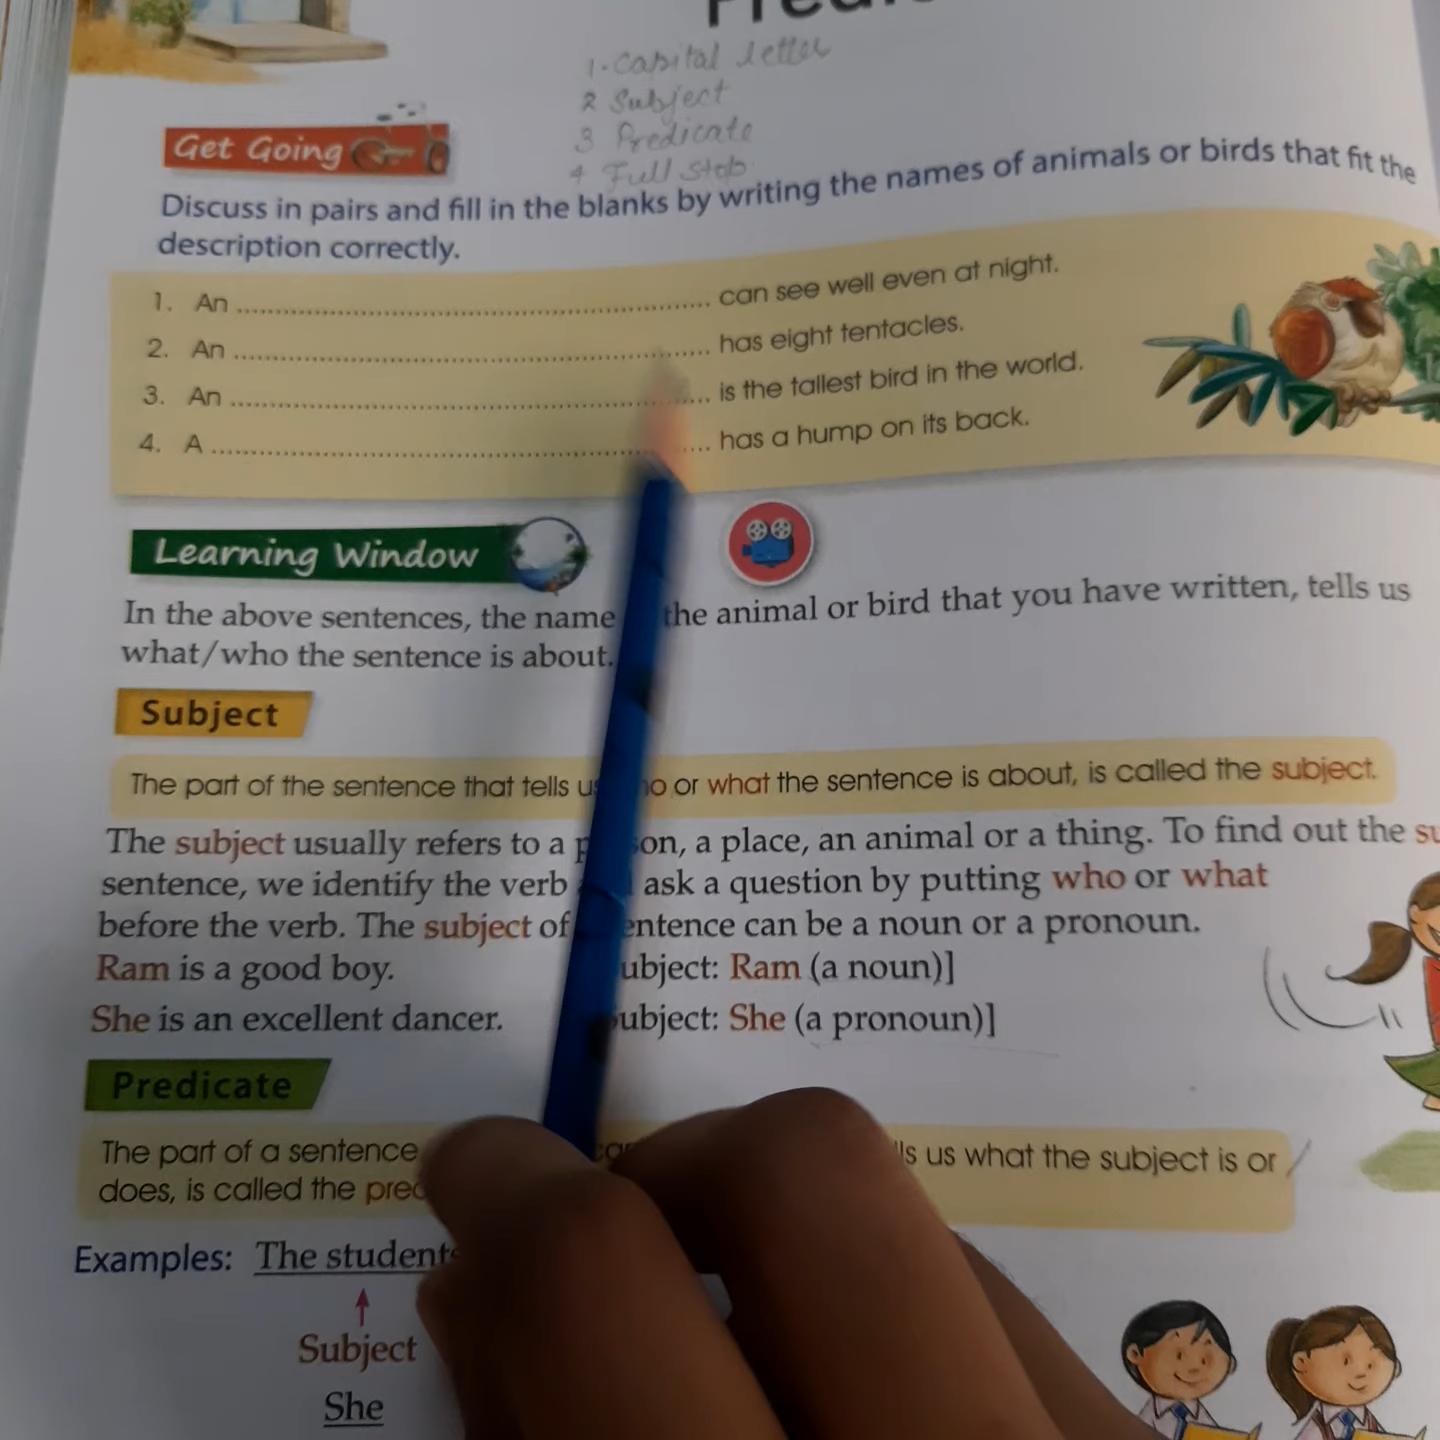 1. Capital letter
2 Subject
3 Predicate
4 Full Stop
Get Going
Discuss in pairs and fill in the blanks by writing the names of animals or birds that fit the
description correctly.
1. An ........................ can see well even at night.
2. An ........................ has eight tentacles.
3. An ........................ is the tallest bird in the world.
4. A ........................ has a hump on its back.
Learning Window
In the above sentences, the name the animal or bird that you have written, tells us
what/who the sentence is about.
Subject
The part of the sentence that tells or what the sentence is about, is called the subject.
The subject usually refers to a a place, an animal or a thing. To find out the
sentence, we identify the verb ask a question by putting who or what
before the verb. The subject of sentence can be a noun or a pronoun.
Ram is a good boy. Subject: Ram (a noun)]
She is an excellent dancer. Subject: She (a pronoun)]
Predicate
The part of a sentence us what the subject is or
does, is called the
Examples: The students
Subject
She